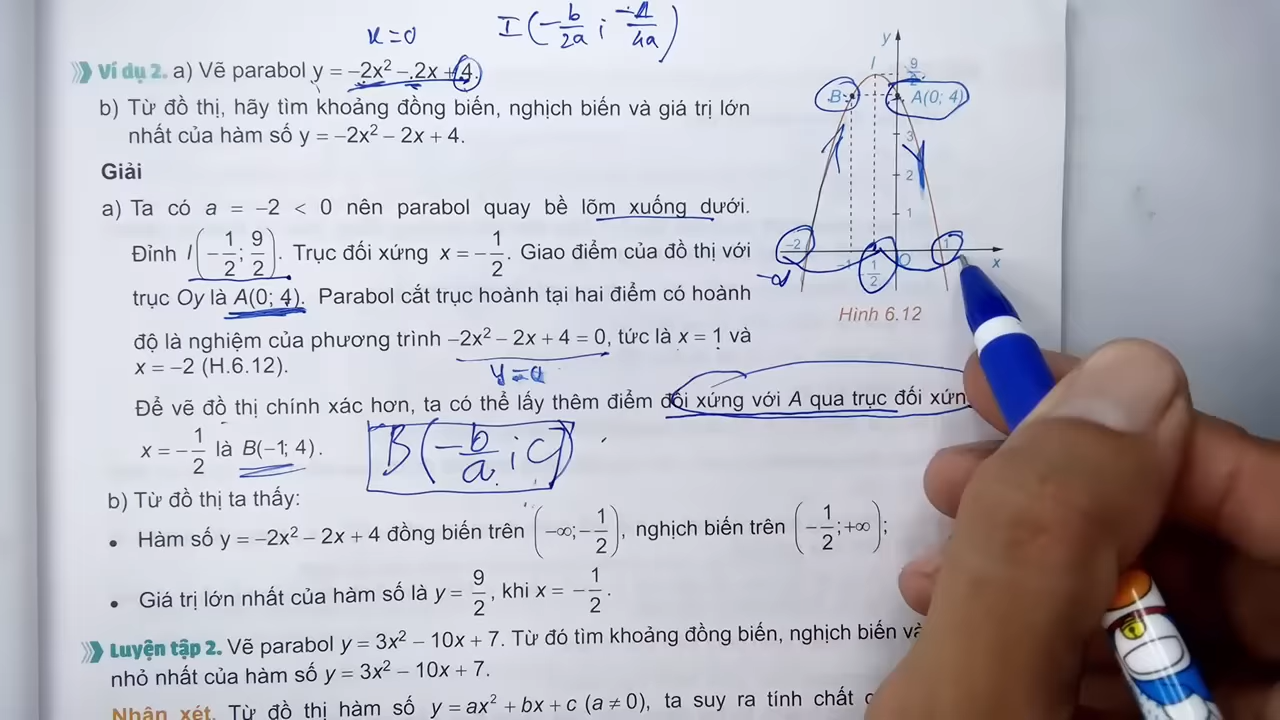 x=0
I(-b/2a ; -Δ/4a)
Ví dụ 2. a) Vẽ parabol y = −2x² − 2x + 4.
b) Từ đồ thị, hãy tìm khoảng đồng biến, nghịch biến và giá trị lớn
nhất của hàm số y = −2x² − 2x + 4.
Giải
a) Ta có a = −2 < 0 nên parabol quay bề lõm xuống dưới.
Đỉnh I(−1/2; 9/2). Trục đối xứng x = −1/2. Giao điểm của đồ thị với
trục Oy là A(0; 4). Parabol cắt trục hoành tại hai điểm có hoành
độ là nghiệm của phương trình −2x² − 2x + 4 = 0, tức là x = 1 và
x = −2 (H.6.12).
y=0
Để vẽ đồ thị chính xác hơn, ta có thể lấy thêm điểm đối xứng với A qua trục đối xứn
x = −1/2 là B(−1; 4).
B(-b/a ; c)
b) Từ đồ thị ta thấy:
• Hàm số y = −2x² − 2x + 4 đồng biến trên (−∞; −1/2), nghịch biến trên (−1/2; +∞);
• Giá trị lớn nhất của hàm số là y = 9/2, khi x = −1/2.
Luyện tập 2. Vẽ parabol y = 3x² − 10x + 7. Từ đó tìm khoảng đồng biến, nghịch biến và
nhỏ nhất của hàm số y = 3x² − 10x + 7.
Nhận xét. Từ đồ thị hàm số y = ax² + bx + c (a ≠ 0), ta suy ra tính chất
y
I
9/2
B
A(0; 4)
3
2
1
−2
−1
1/2
O
1
x
-∞
Hình 6.12